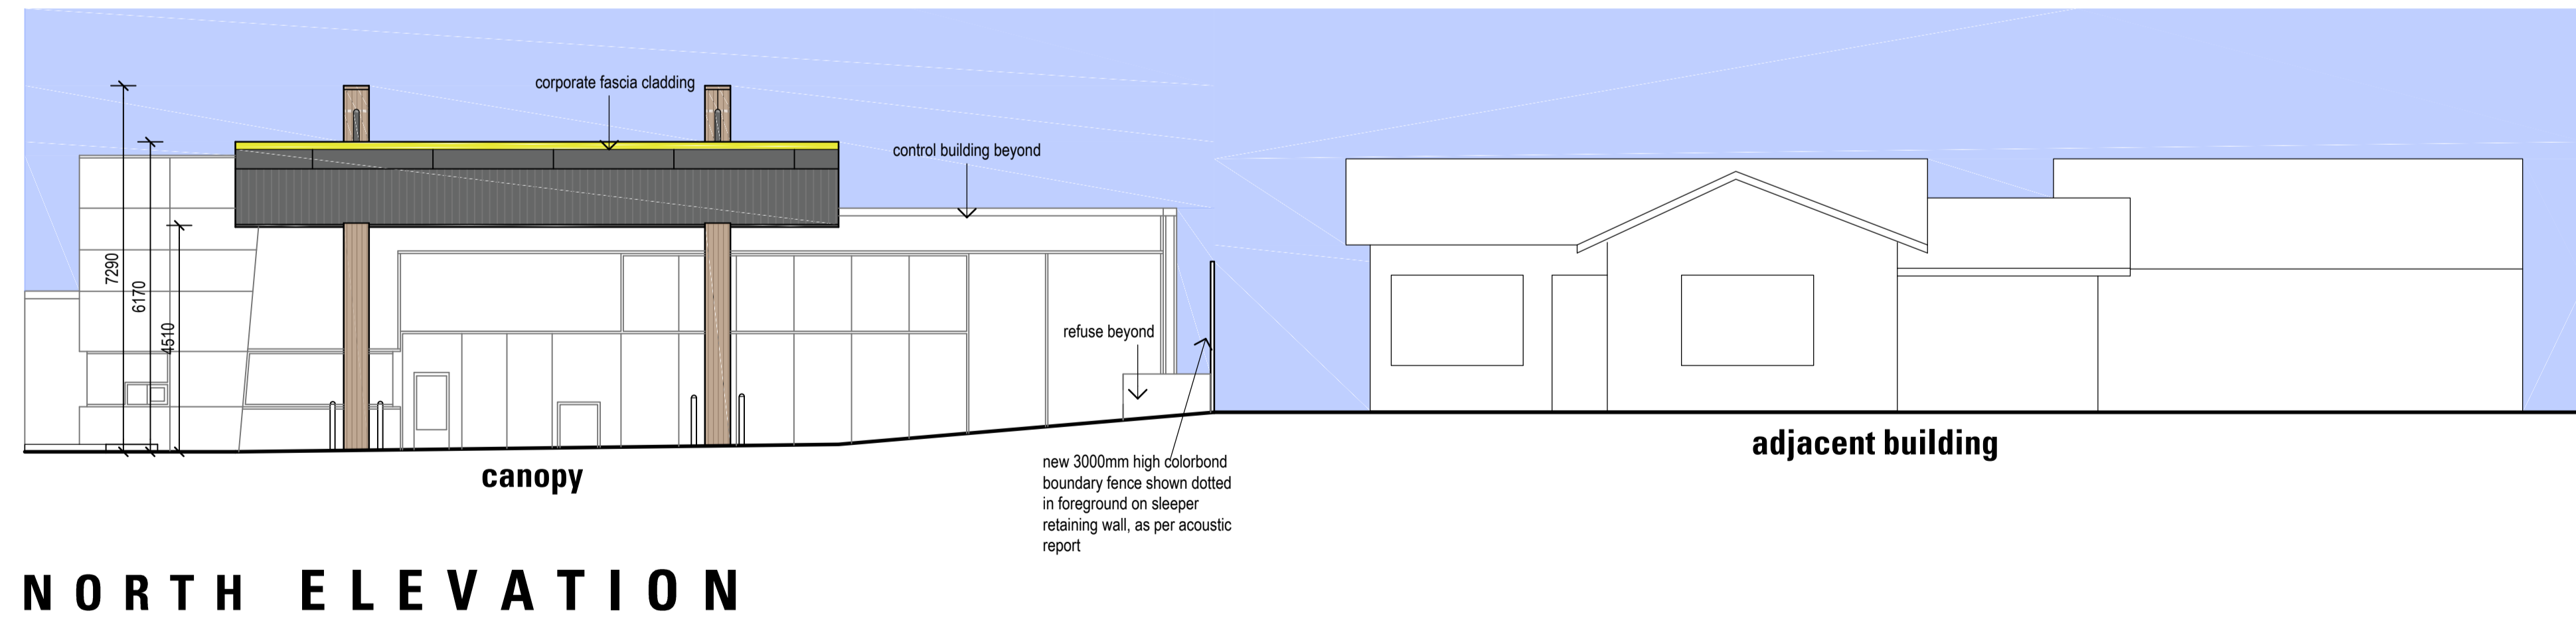 corporate fascia cladding
control building beyond
7290
6170
4510
refuse beyond
canopy
adjacent building
new 3000mm high colorbond
boundary fence shown dotted
in foreground on sleeper
retaining wall, as per acoustic
report
NORTH ELEVATION